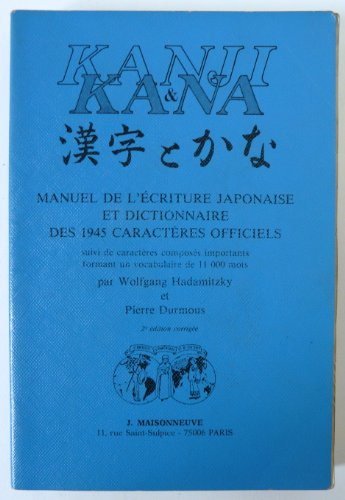 KANJI
& KANA
漢字とかな
MANUEL DE L'ÉCRITURE JAPONAISE
ET DICTIONNAIRE
DES 1945 CARACTÈRES OFFICIELS
suivi de caractères composés importants
formant un vocabulaire de 11 000 mots
par Wolfgang Hadamitzky
et
Pierre Durmous
2e édition corrigée
J. MAISONNEUVE
11, rue Saint-Sulpice - 75006 PARIS